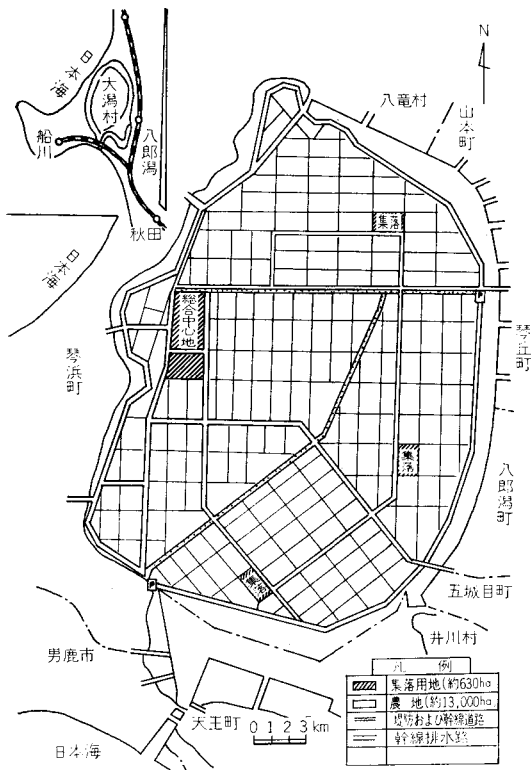 日本海
大潟村
八郎潟
船川
秋田
N
八竜村
山本町
日本海
集落
総合中心地
琴浜町
琴丘町
集落
八郎潟町
集落
五城目町
井川村
男鹿市
天王町
日本海
0 1 2 3 km
P
P
凡例
集落用地(約630ha
農地(約13,000ha)
堤防および幹線道路
幹線排水路